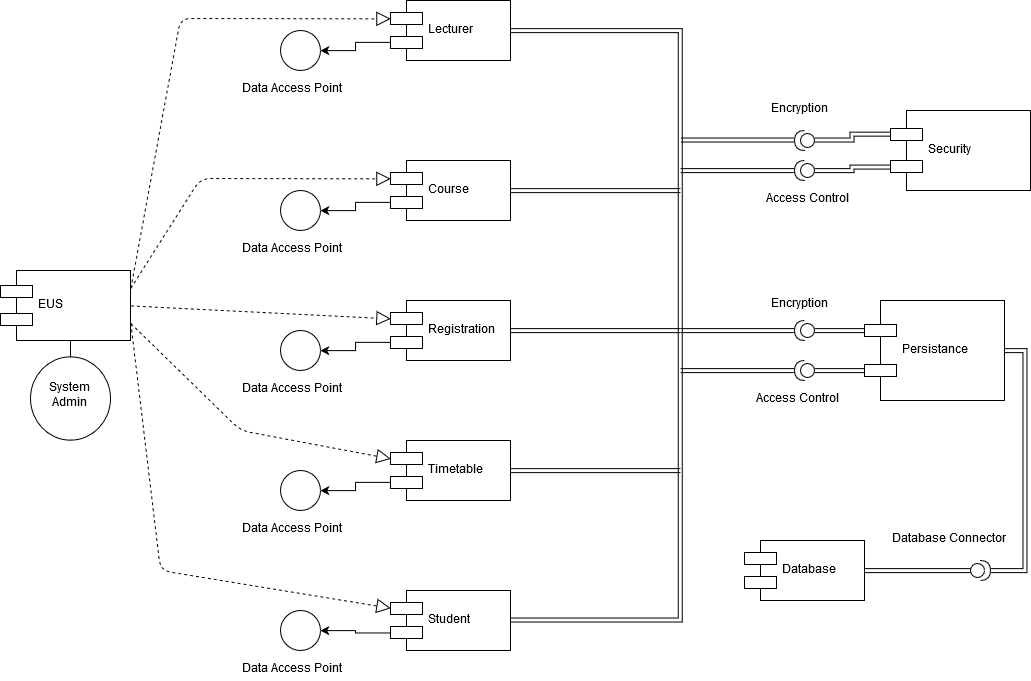 Lecturer
Data Access Point
Encryption
Security
Access Control
Course
Data Access Point
EUS
System
Admin
Encryption
Registration
Persistance
Data Access Point
Access Control
Timetable
Data Access Point
Database Connector
Database
Student
Data Access Point